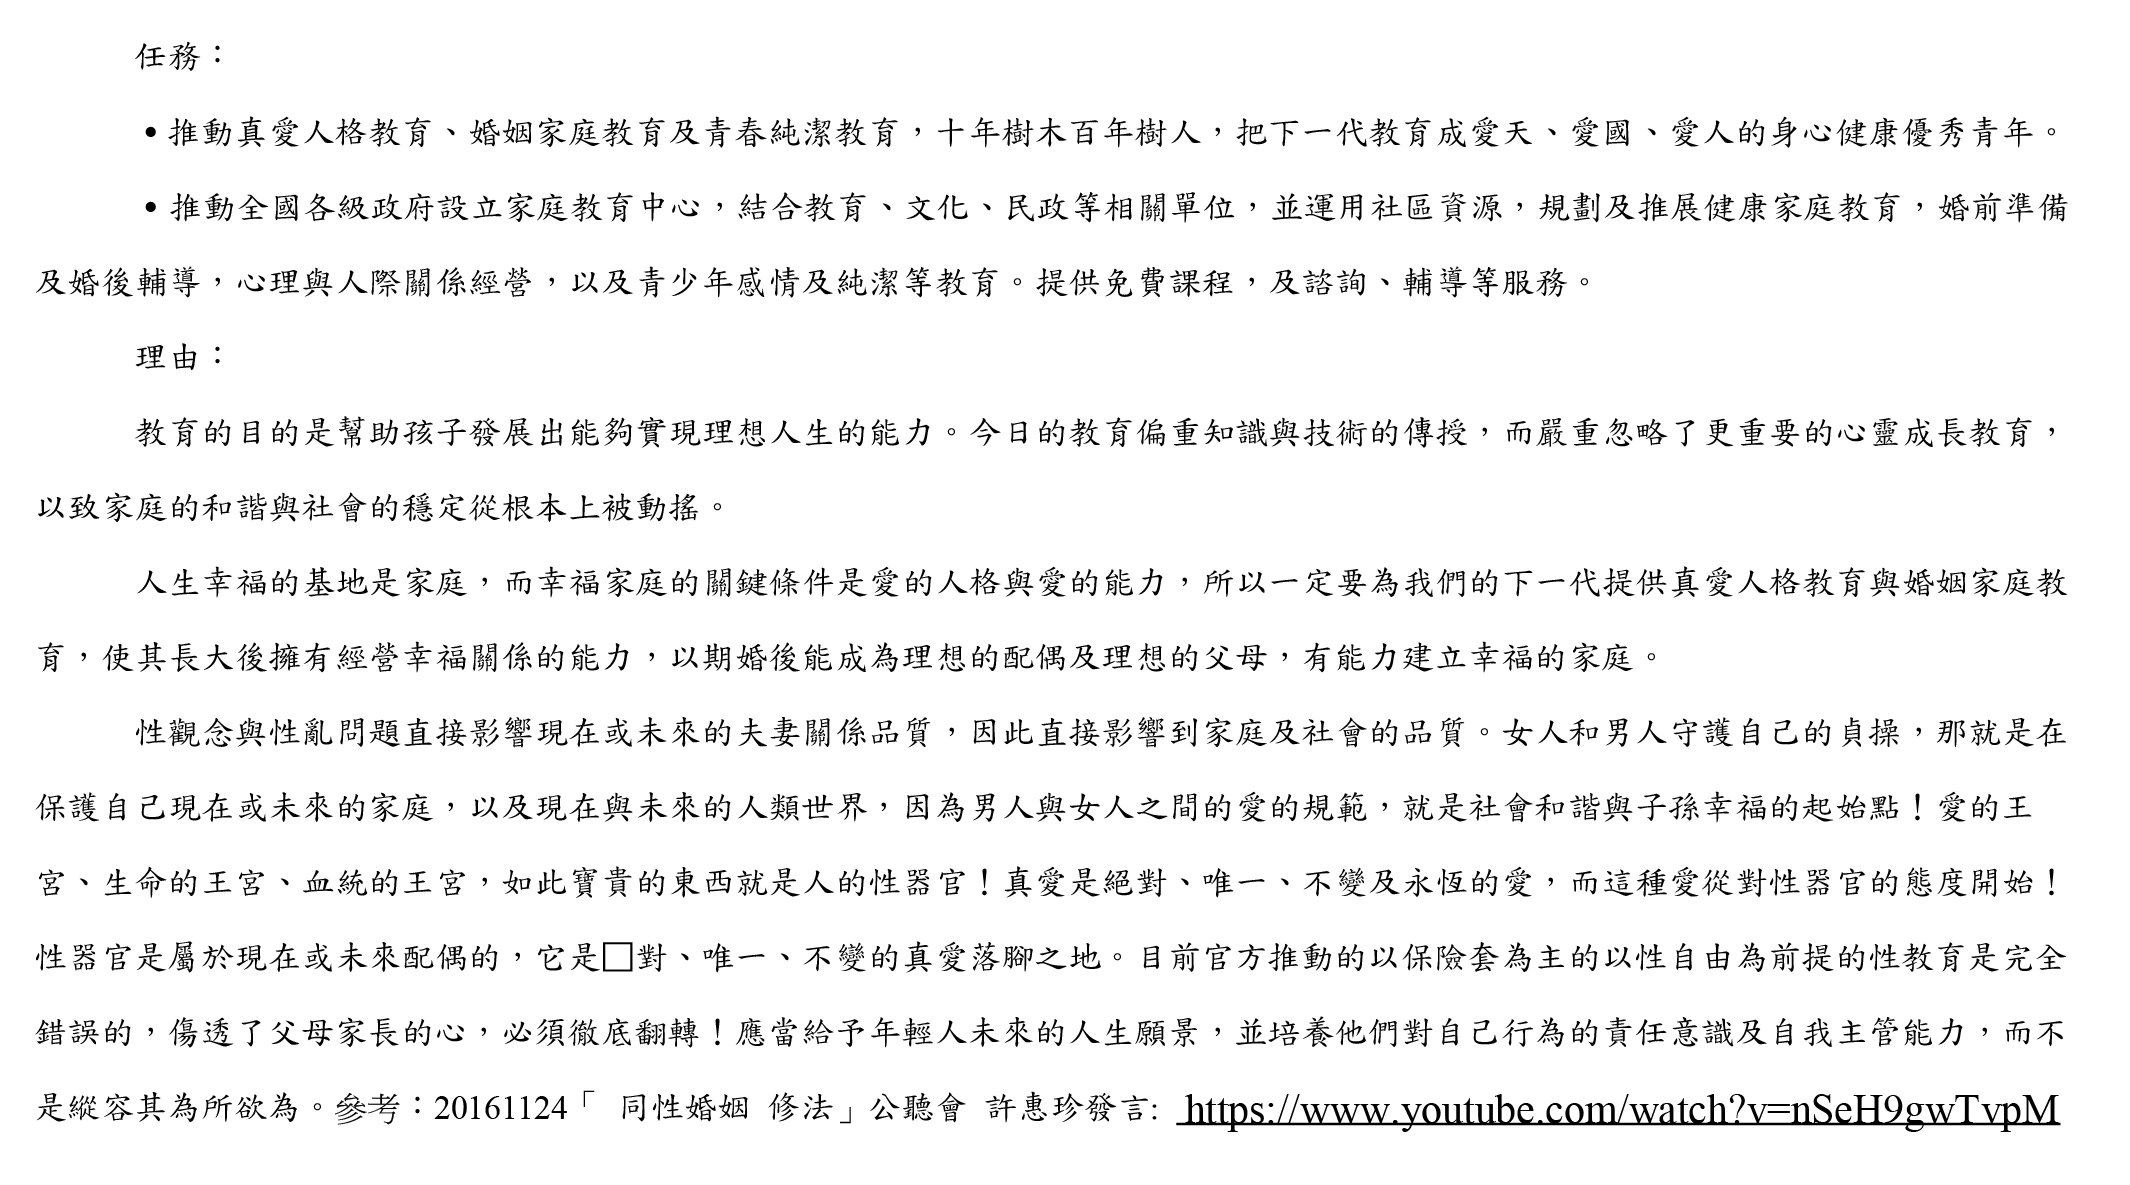 任務：
•推動真愛人格教育、婚姻家庭教育及青春純潔教育，十年樹木百年樹人，把下一代教育成愛天、愛國、愛人的身心健康優秀青年。
•推動全國各級政府設立家庭教育中心，結合教育、文化、民政等相關單位，並運用社區資源，規劃及推展健康家庭教育，婚前準備
及婚後輔導，心理與人際關係經營，以及青少年感情及純潔等教育。提供免費課程，及諮詢、輔導等服務。
理由：
教育的目的是幫助孩子發展出能夠實現理想人生的能力。今日的教育偏重知識與技術的傳授，而嚴重忽略了更重要的心靈成長教育，
以致家庭的和諧與社會的穩定從根本上被動搖。
人生幸福的基地是家庭，而幸福家庭的關鍵條件是愛的人格與愛的能力，所以一定要為我們的下一代提供真愛人格教育與婚姻家庭教
育，使其長大後擁有經營幸福關係的能力，以期婚後能成為理想的配偶及理想的父母，有能力建立幸福的家庭。
性觀念與性亂問題直接影響現在或未來的夫妻關係品質，因此直接影響到家庭及社會的品質。女人和男人守護自己的貞操，那就是在
保護自己現在或未來的家庭，以及現在與未來的人類世界，因為男人與女人之間的愛的規範，就是社會和諧與子孫幸福的起始點！愛的王
宮、生命的王宮、血統的王宮，如此寶貴的東西就是人的性器官！真愛是絕對、唯一、不變及永恆的愛，而這種愛從對性器官的態度開始！
性器官是屬於現在或未來配偶的，它是□對、唯一、不變的真愛落腳之地。目前官方推動的以保險套為主的以性自由為前提的性教育是完全
錯誤的，傷透了父母家長的心，必須徹底翻轉！應當給予年輕人未來的人生願景，並培養他們對自己行為的責任意識及自我主管能力，而不
是縱容其為所欲為。參考：20161124「 同性婚姻 修法」公聽會 許惠珍發言: https://www.youtube.com/watch?v=nSeH9gwTvpM